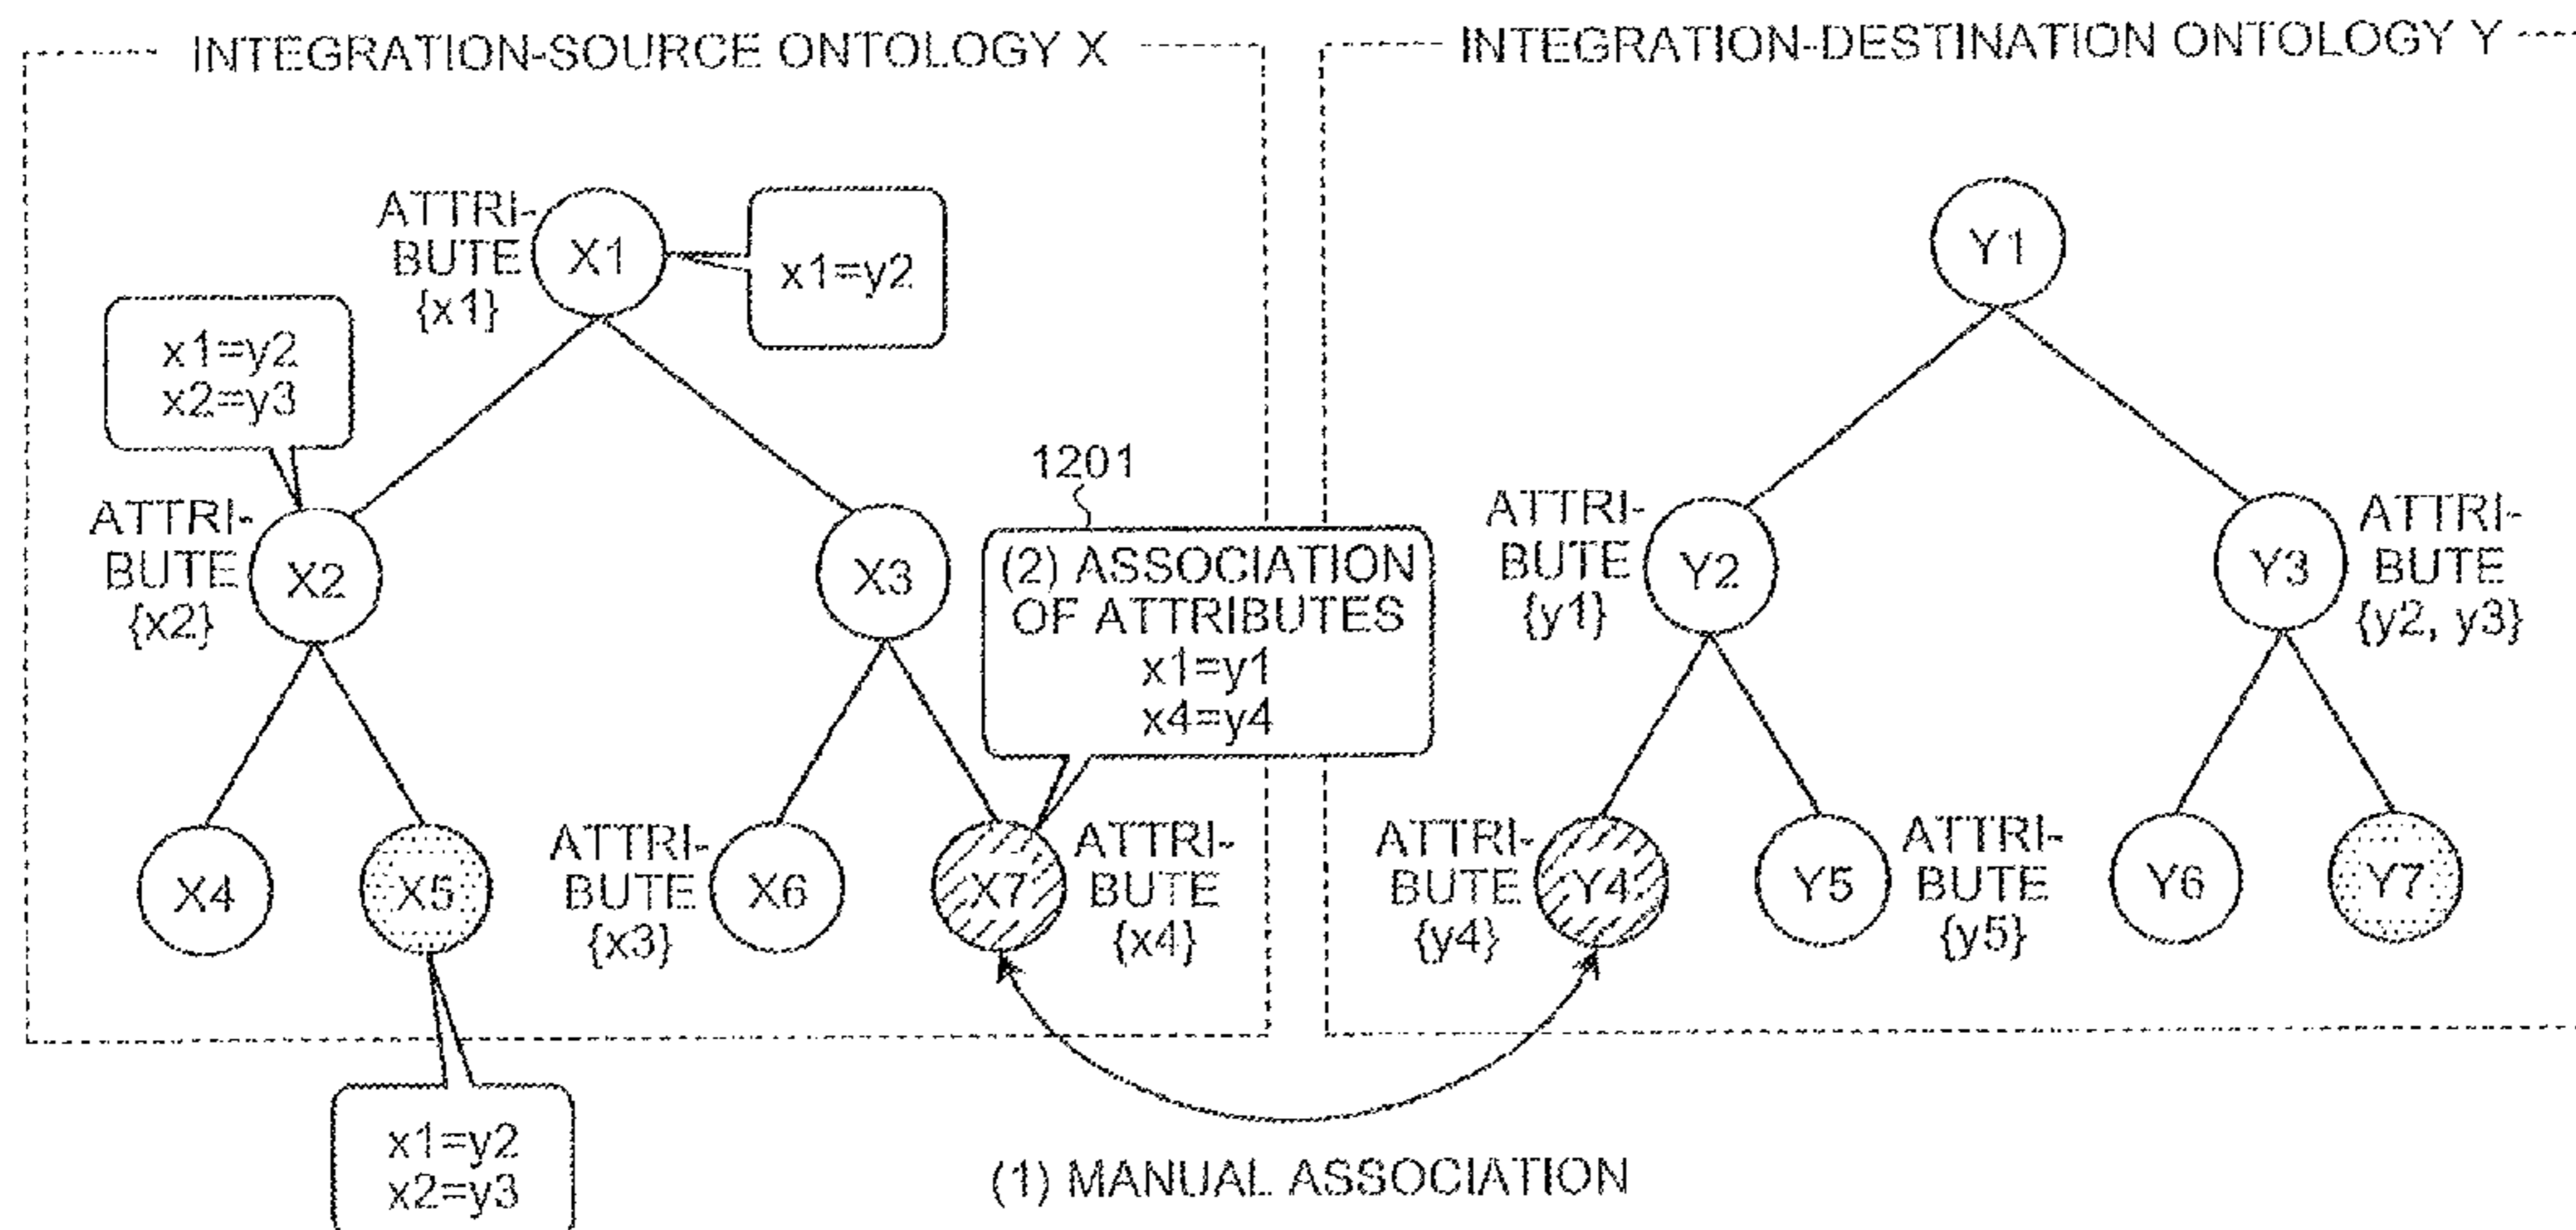 INTEGRATION-SOURCE ONTOLOGY X
INTEGRATION-DESTINATION ONTOLOGY Y
ATTRI-
BUTE
{x1}
X1
x1=y2
x1=y2
x2=y3
ATTRI-
BUTE
{x2}
X2
X3
1201
(2) ASSOCIATION
OF ATTRIBUTES
x1=y1
x4=y4
X4
X5
ATTRI-
BUTE
{x3}
X6
X7
ATTRI-
BUTE
{x4}
x1=y2
x2=y3
Y1
ATTRI-
BUTE
{y1}
Y2
Y3
ATTRI-
BUTE
{y2, y3}
ATTRI-
BUTE
{y4}
Y4
Y5
ATTRI-
BUTE
{y5}
Y6
Y7
(1) MANUAL ASSOCIATION